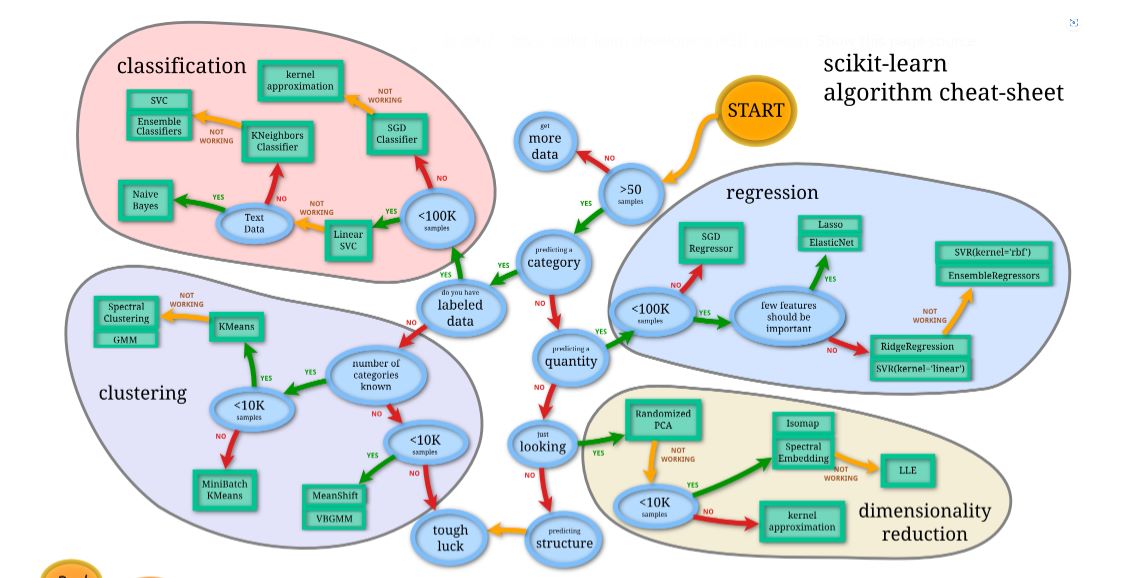 scikit-learn
algorithm cheat-sheet
START
get
more
data
NO
>50
samples
YES
predicting a
category
YES
NO
do you have
labeled
data
YES
NO
predicting a
quantity
YES
NO
just
looking
YES
NO
predicting
structure
tough
luck
classification
kernel
approximation
NOT
WORKING
SVC
Ensemble
Classifiers
NOT
WORKING
KNeighbors
Classifier
SGD
Classifier
NO
NO
Naive
Bayes
YES
Text
Data
NOT
WORKING
Linear
SVC
YES
<100K
samples
clustering
Spectral
Clustering
GMM
NOT
WORKING
KMeans
YES
<10K
samples
YES
number of
categories
known
NO
NO
MiniBatch
KMeans
<10K
samples
YES
NO
MeanShift
VBGMM
regression
SGD
Regressor
NO
<100K
samples
YES
few features
should be
important
YES
Lasso
ElasticNet
NO
RidgeRegression
SVR(kernel='linear')
NOT
WORKING
SVR(kernel='rbf')
EnsembleRegressors
dimensionality
reduction
Randomized
PCA
NOT
WORKING
<10K
samples
YES
NO
Isomap
Spectral
Embedding
NOT
WORKING
LLE
kernel
approximation